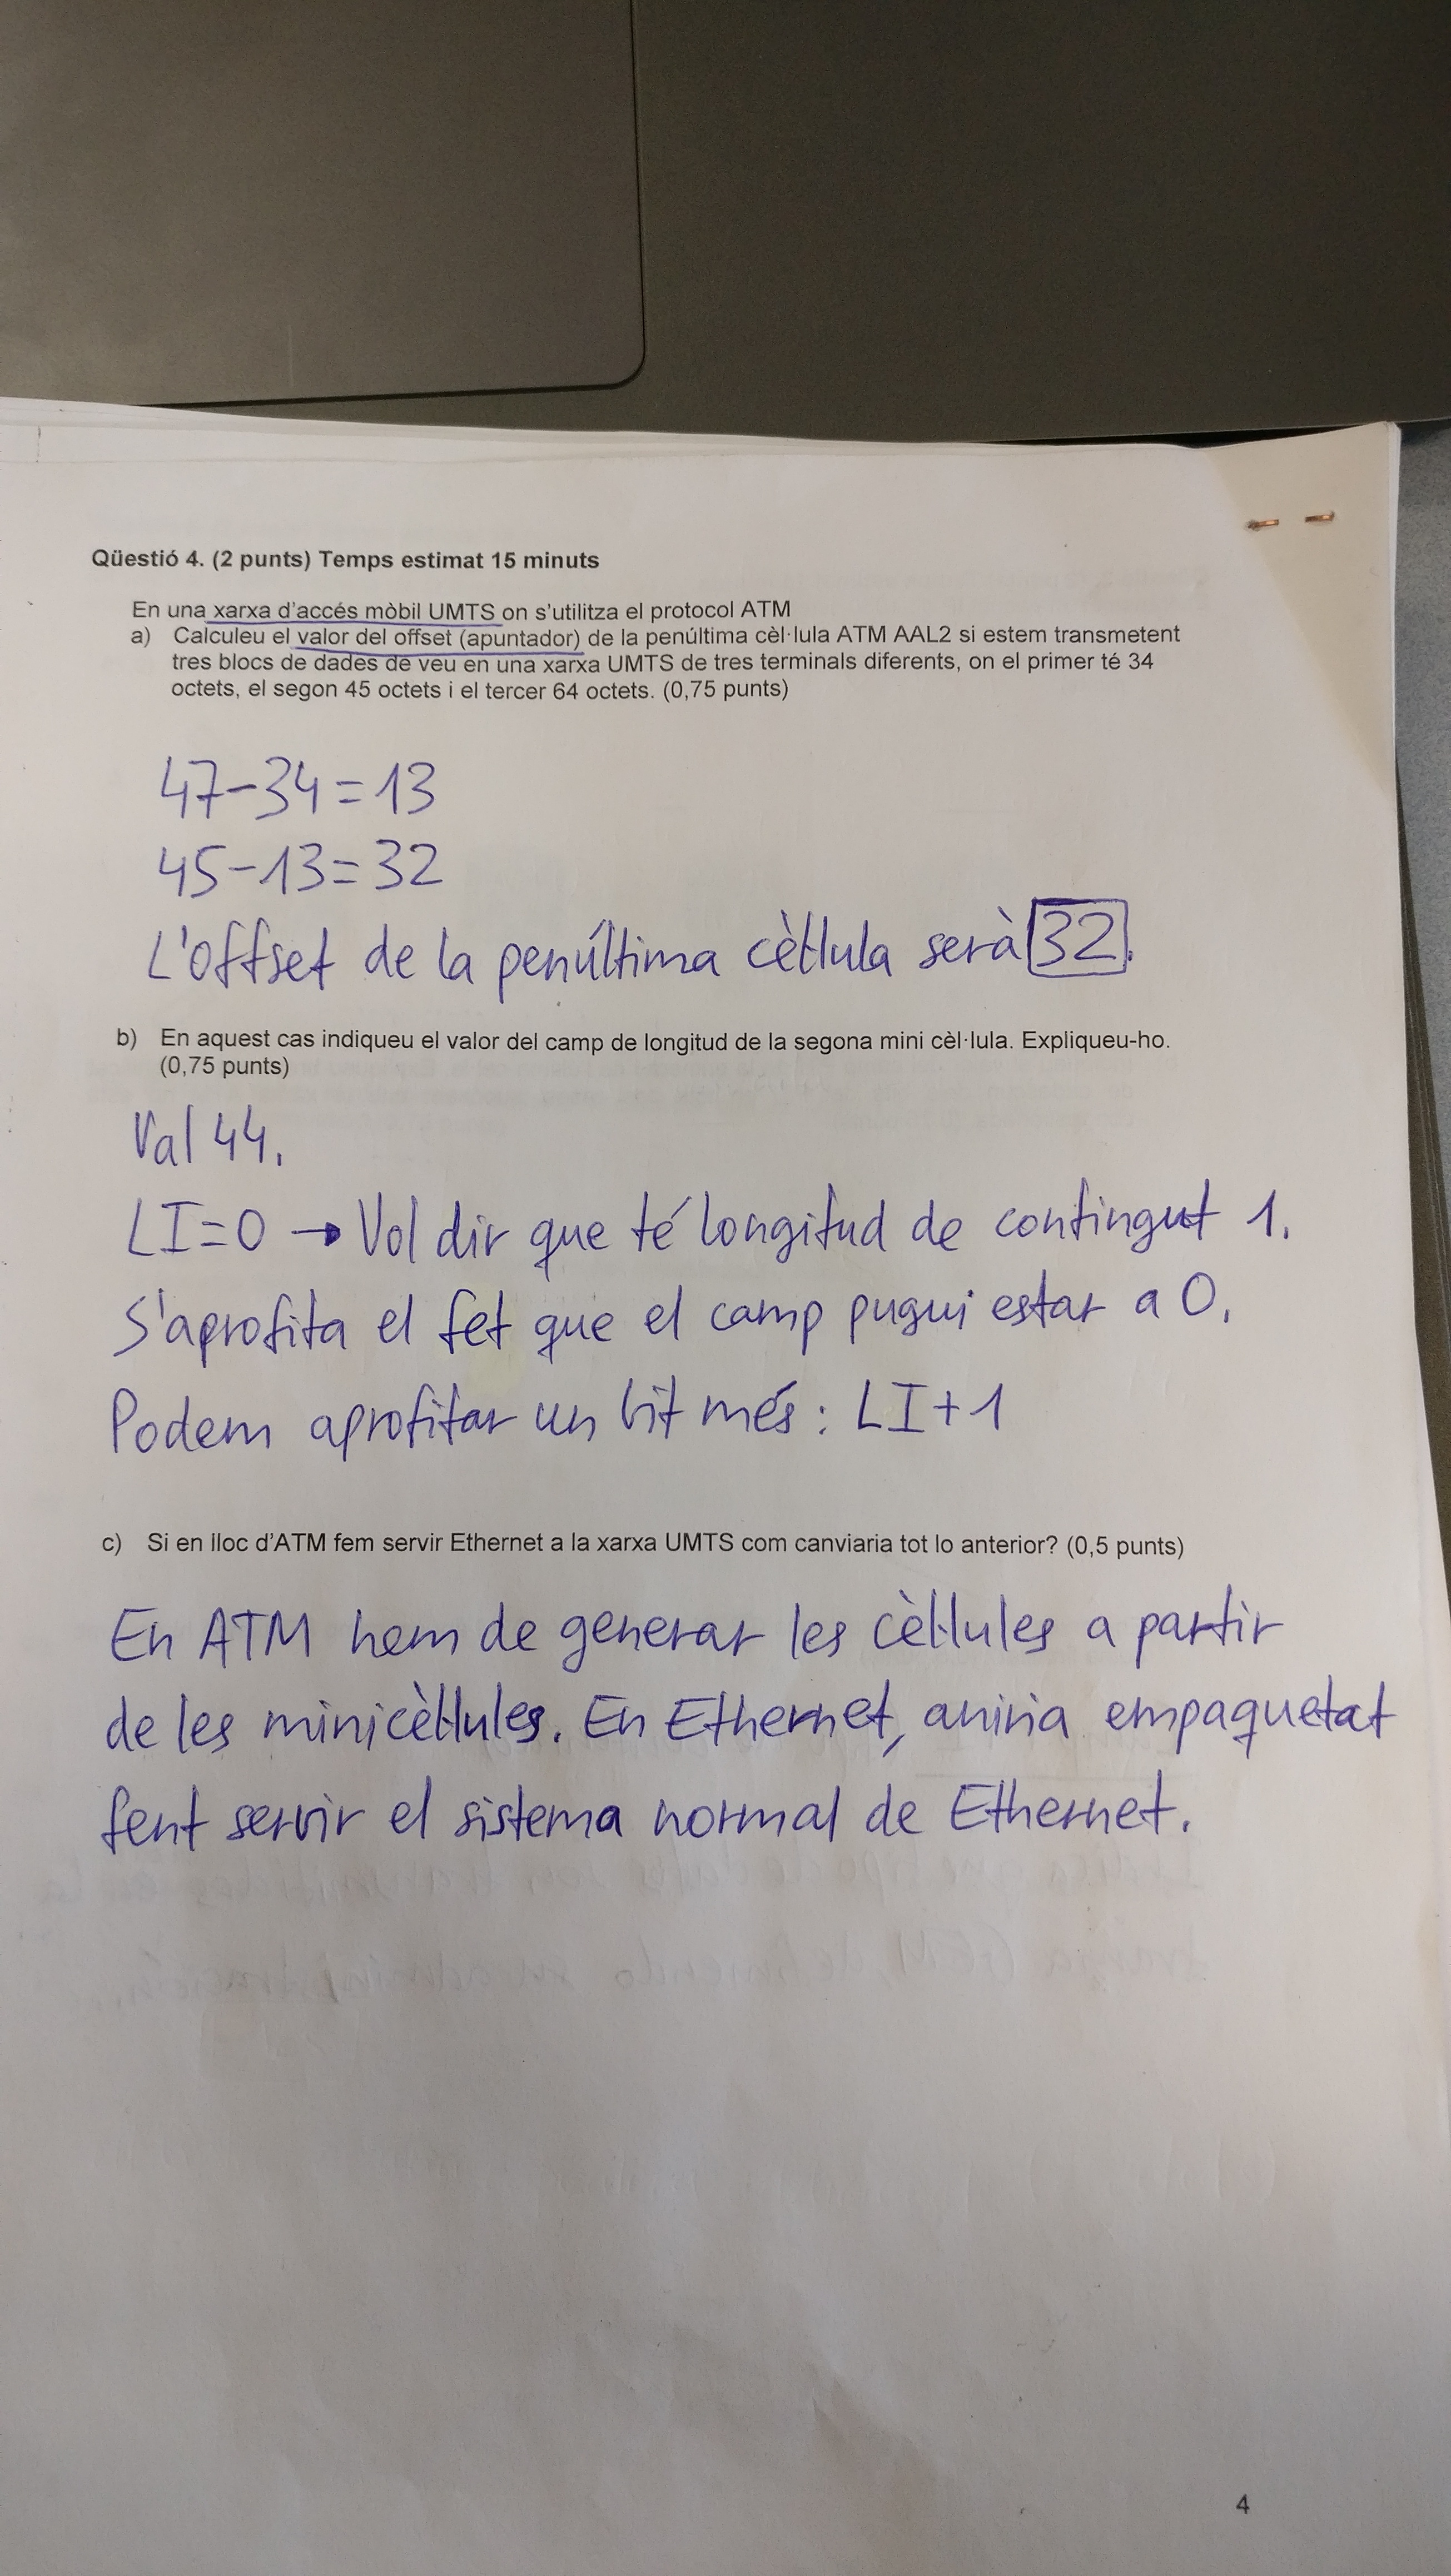 Qüestió 4. (2 punts) Temps estimat 15 minuts
En una xarxa d'accés mòbil UMTS on s'utilitza el protocol ATM
a) Calculeu el valor del offset (apuntador) de la penúltima cèl·lula ATM AAL2 si estem transmetent
tres blocs de dades de veu en una xarxa UMTS de tres terminals diferents, on el primer té 34
octets, el segon 45 octets i el tercer 64 octets. (0,75 punts)
47-34=13
45-13=32
L'offset de la penúltima cèl·lula serà 32.
b) En aquest cas indiqueu el valor del camp de longitud de la segona mini cèl·lula. Expliqueu-ho.
(0,75 punts)
Val 44.
LI=0 → Vol dir que té longitud de contingut 1.
S'aprofita el fet que el camp pugui estar a 0.
Podem aprofitar un bit més: LI+1
c) Si en lloc d'ATM fem servir Ethernet a la xarxa UMTS com canviaria tot lo anterior? (0,5 punts)
En ATM hem de generar les cèl·lules a partir
de les minicèl·lules. En Ethernet, aniria empaquetat
fent servir el sistema normal de Ethernet.
4